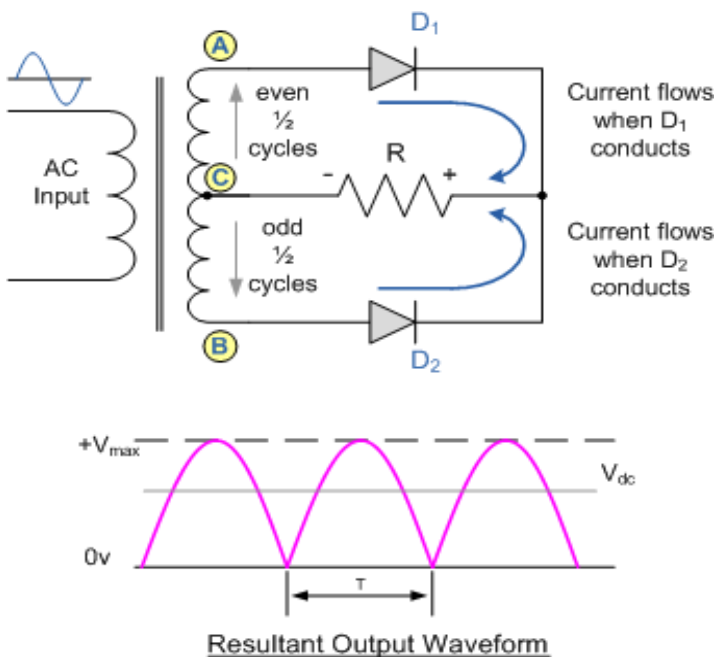 A
D₁
AC
Input
even
½
cycles
Current flows
when D₁
conducts
C
-
R
+
odd
½
cycles
Current flows
when D₂
conducts
B
D₂
+Vmax
Vdc
0v
T
Resultant Output Waveform